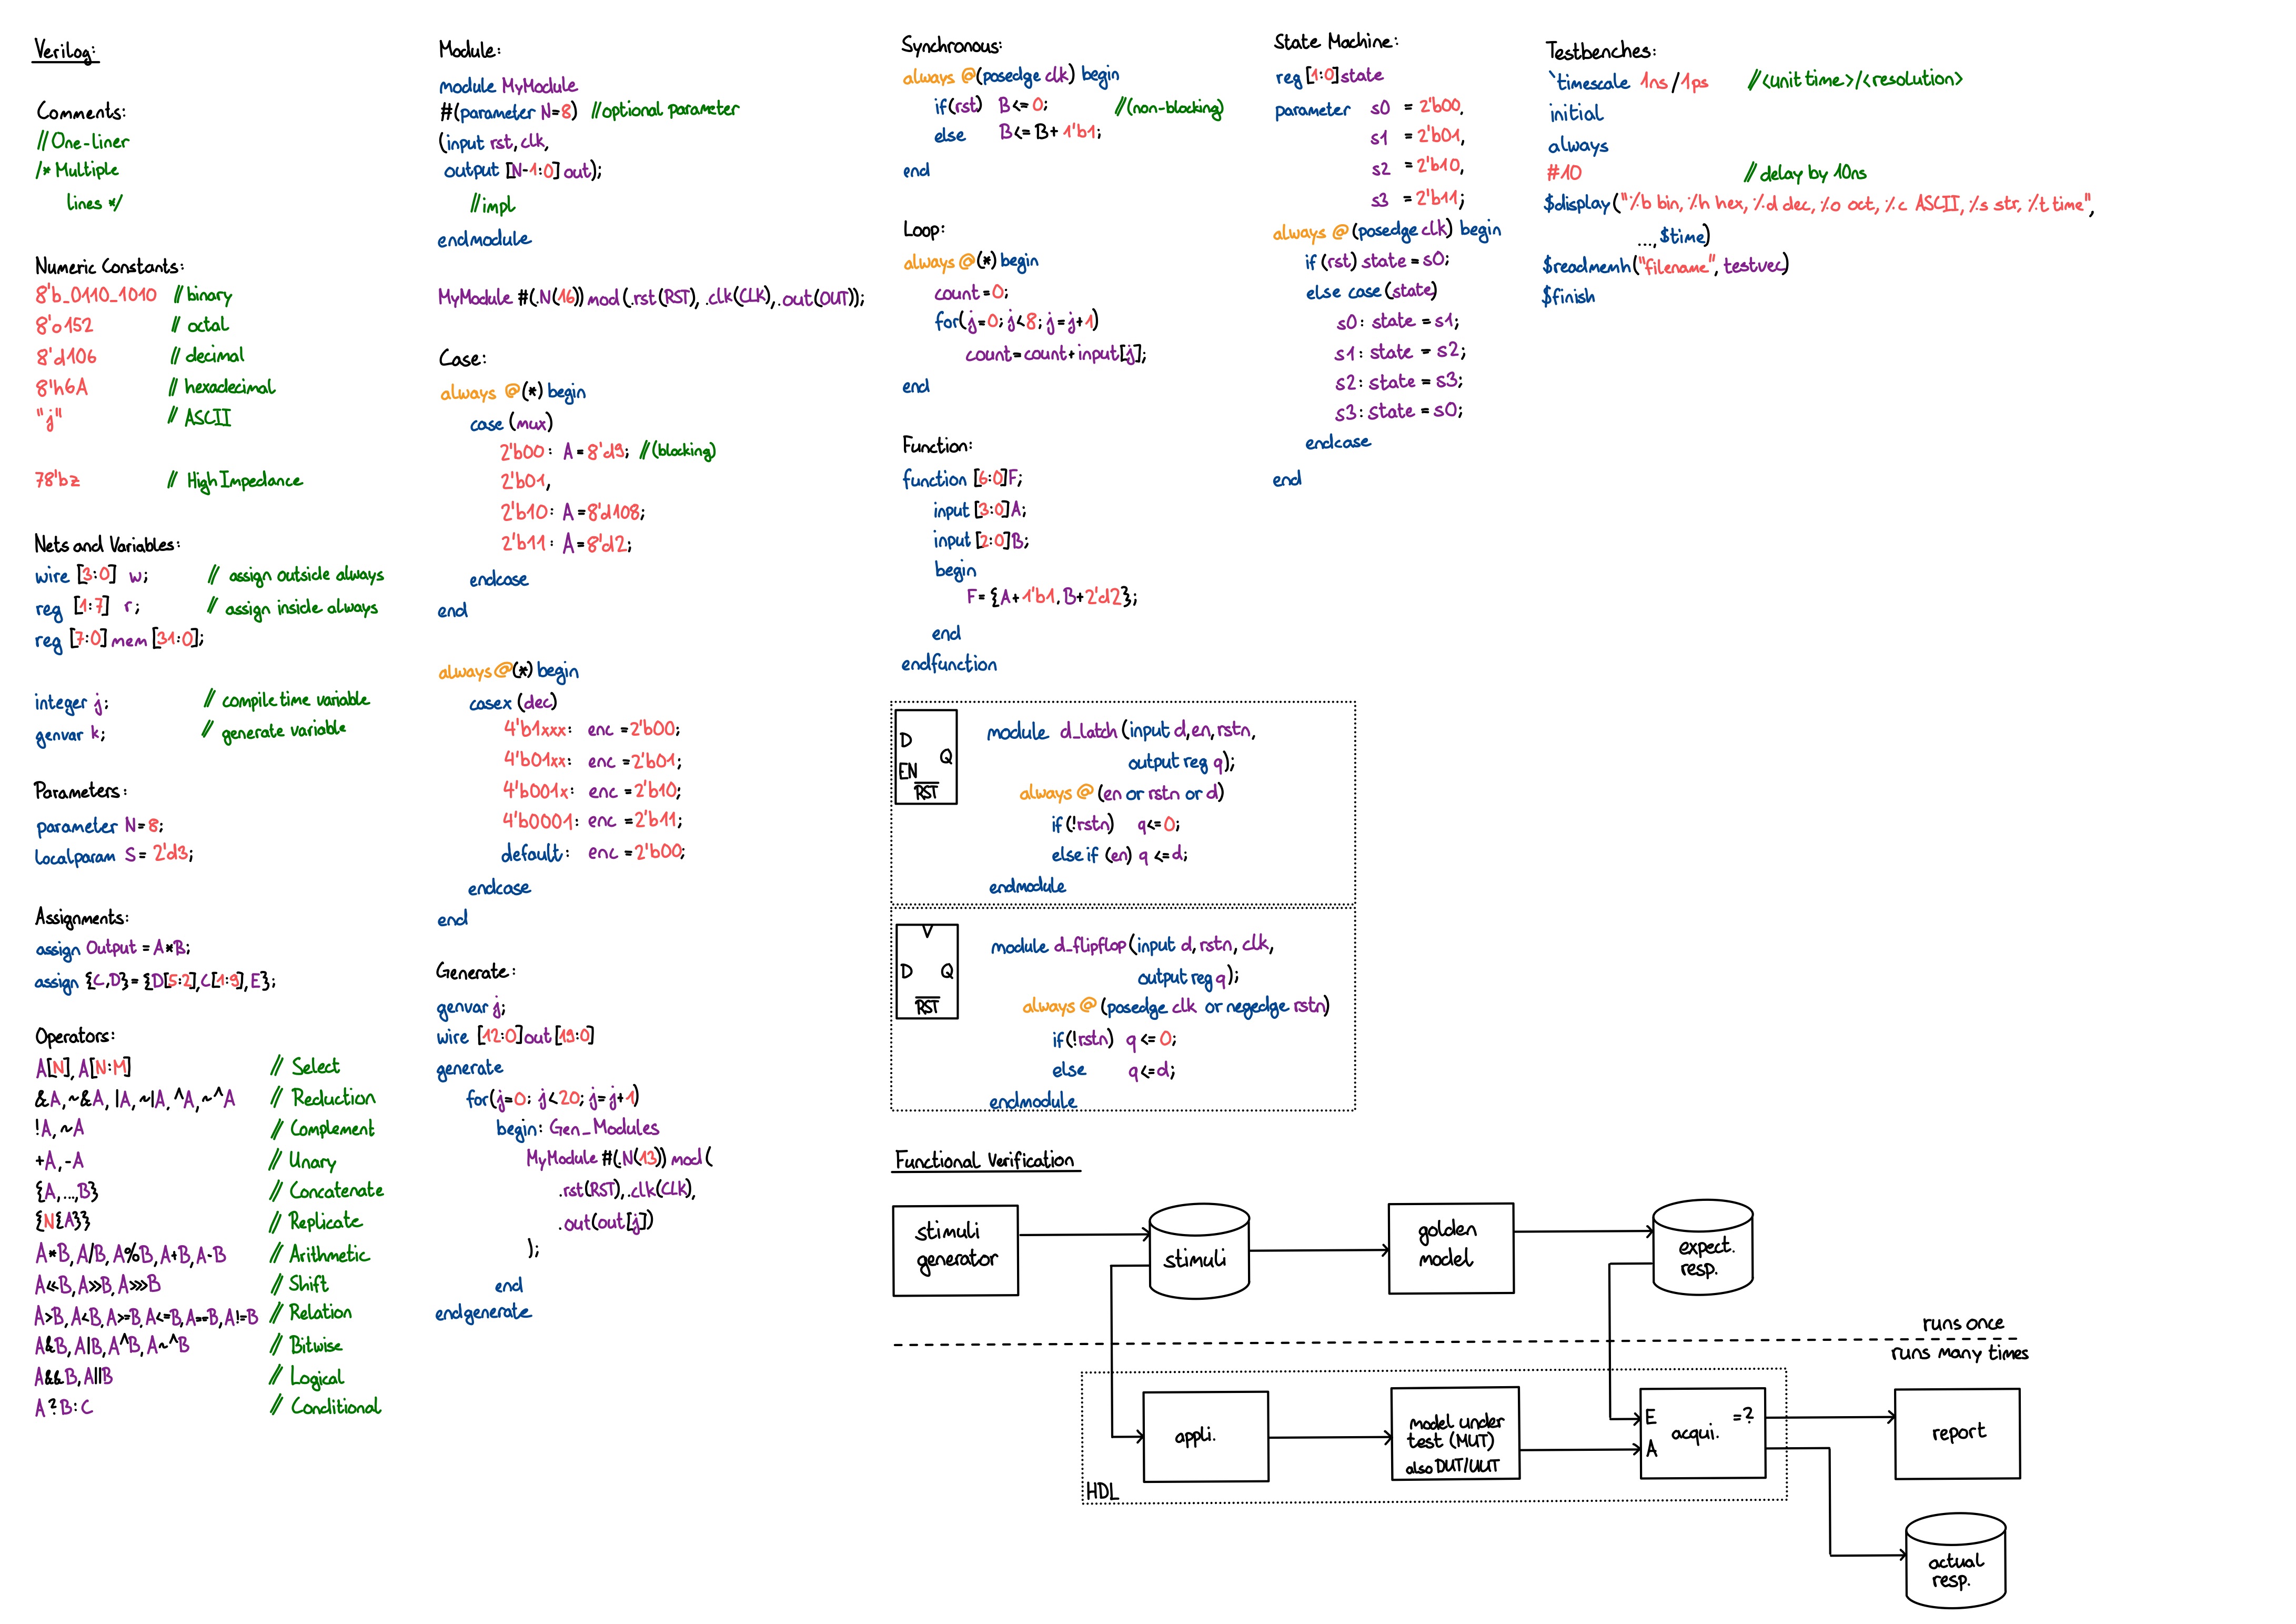 Verilog:
Comments:
//One-liner
/* Multiple
lines */
Numeric Constants:
8'b_0110_1010 //binary
8'o152 // octal
8'd106 // decimal
8'h6A // hexadecimal
"j" // ASCII
78'bz // High Impedance
Nets and Variables:
wire [3:0] w; // assign outside always
reg [1:7] r; // assign inside always
reg [7:0] mem [31:0];
integer j; // compile time variable
genvar k; // generate variable
Parameters:
parameter N=8;
localparam S= 2'd3;
Assignments:
assign Output = A*B;
assign {C,D}={D[5:2],C[1:9],E};
Operators:
A[N], A[N:M] // Select
&A,~&A, |A, ~|A, ^A,~^A // Reduction
!A, ~A // Complement
+A,-A // Unary
{A,...,B} // Concatenate
{N{A}} // Replicate
A*B, A/B, A%B, A+B, A-B // Arithmetic
A<<B, A>>B, A>>>B // Shift
A>B, A<B, A>=B, A<=B, A==B, A!=B // Relation
A&B, A|B, A^B, A~^B // Bitwise
A&&B, A||B // Logical
A?B:C // Conditional
Module:
module MyModule
#(parameter N=8) //optional parameter
(input rst, clk,
output [N-1:0] out);
//impl
endmodule
MyModule #(.N(16)) mod (.rst(RST), .clk(CLK), .out(OUT));
Case:
always @(*) begin
case (mux)
2'b00: A=8'd9; //(blocking)
2'b01,
2'b10: A=8'd108;
2'b11: A=8'd2;
endcase
end
always@(*) begin
casex (dec)
4'b1xxx: enc =2'b00;
4'b01xx: enc =2'b01;
4'b001x: enc =2'b10;
4'b0001: enc =2'b11;
default: enc =2'b00;
endcase
end
Generate:
genvar j;
wire [12:0]out[19:0]
generate
for(j=0; j<20; j=j+1)
begin: Gen_Modules
MyModule #(.N(13)) mod (
.rst(RST), .clk(CLK),
.out(out[j])
);
end
endgenerate
Synchronous:
always @(posedge clk) begin
if(rst) B<=0; //(non-blocking)
else B<= B+ 1'b1;
end
Loop:
always@(*) begin
count=0;
for(j=0; j<8; j=j+1)
count=count+input[j];
end
Function:
function [6:0]F;
input [3:0]A;
input [2:0]B;
begin
F={A+1'b1,B+2'd2};
end
endfunction
State Machine:
reg [1:0]state
parameter s0 = 2'b00,
s1 = 2'b01,
s2 = 2'b10,
s3 = 2'b11;
always @(posedge clk) begin
if (rst) state=s0;
else case(state)
s0: state = s1;
s1: state = s2;
s2: state = s3;
s3: state = s0;
endcase
end
Testbenches:
`timescale 1ns/1ps //<unit time>/<resolution>
initial
always
#10 //delay by 10ns
$display("%b bin, %h hex, %d dec, %o oct, %c ASCII, %s str, %t time",
..., $time)
$readmemh("filename", testvec)
$finish
D
Q
EN
RST
module d_latch (input d,en,rstn,
output reg q);
always @ (en or rstn or d)
if(!rstn) q<=0;
else if (en) q <=d;
endmodule
D Q
RST
module d_flipflop(input d, rstn, clk,
output reg q);
always @ (posedge clk or negedge rstn)
if(!rstn) q <= 0;
else q<=d;
endmodule
Functional Verification
stimuli
generator
stimuli
golden
model
expect.
resp.
runs once
runs many times
appli.
model under
test (MUT)
also DUT/UUT
E
A
acqui.
=?
report
HDL
actual
resp.